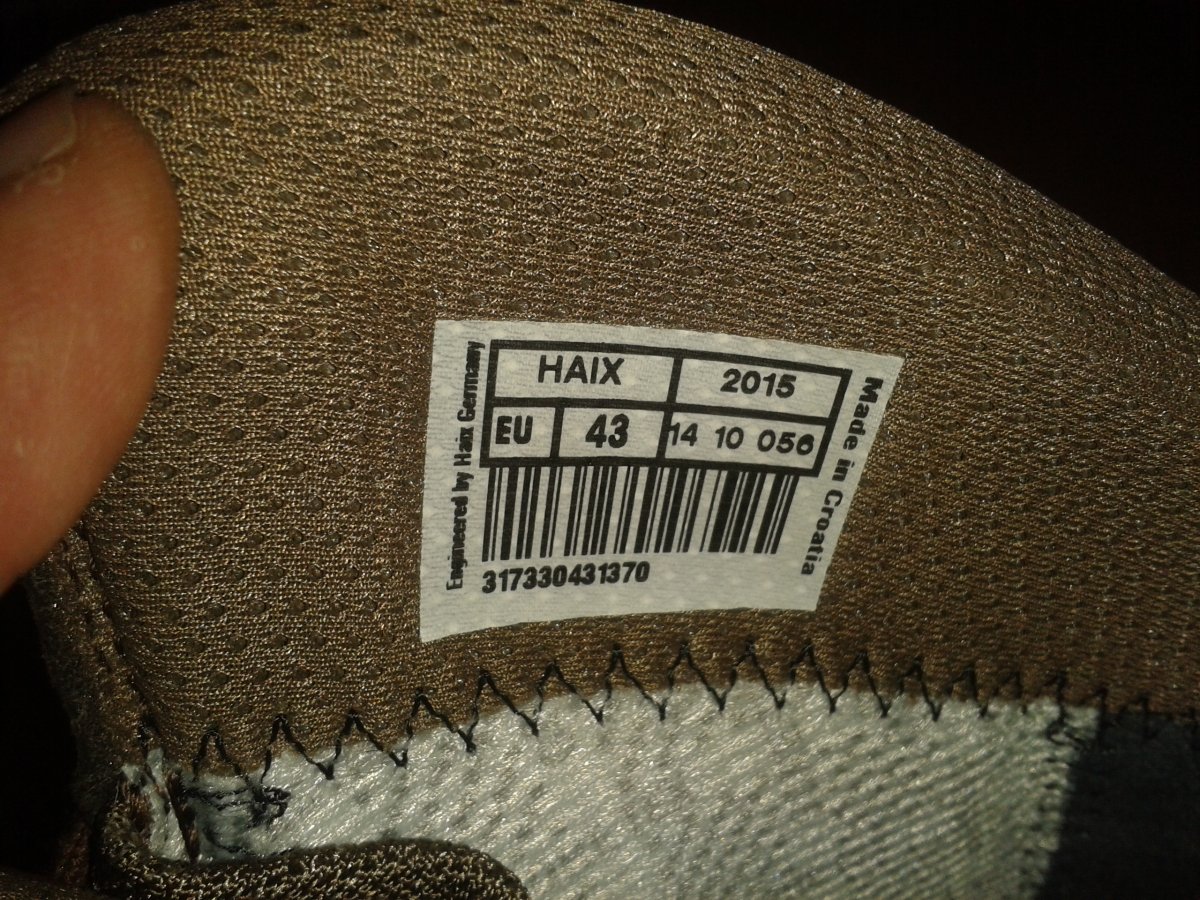 HAIX 2015
EU 43 14 10 056
317330431370
Engineered by Haix Germany
Made in Croatia